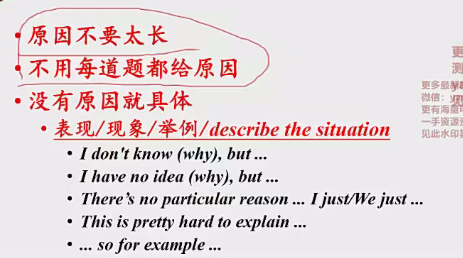 • 原因不要太长
• 不用每道题都给原因
• 没有原因就具体
• 表现/现象/举例/describe the situation
• I don't know (why), but ...
• I have no idea (why), but ...
• There's no particular reason ... I just/We just ...
• This is pretty hard to explain ...
• ... so for example ...
更
测
更多最新
微信:
更有海量
一手资源
见此水印